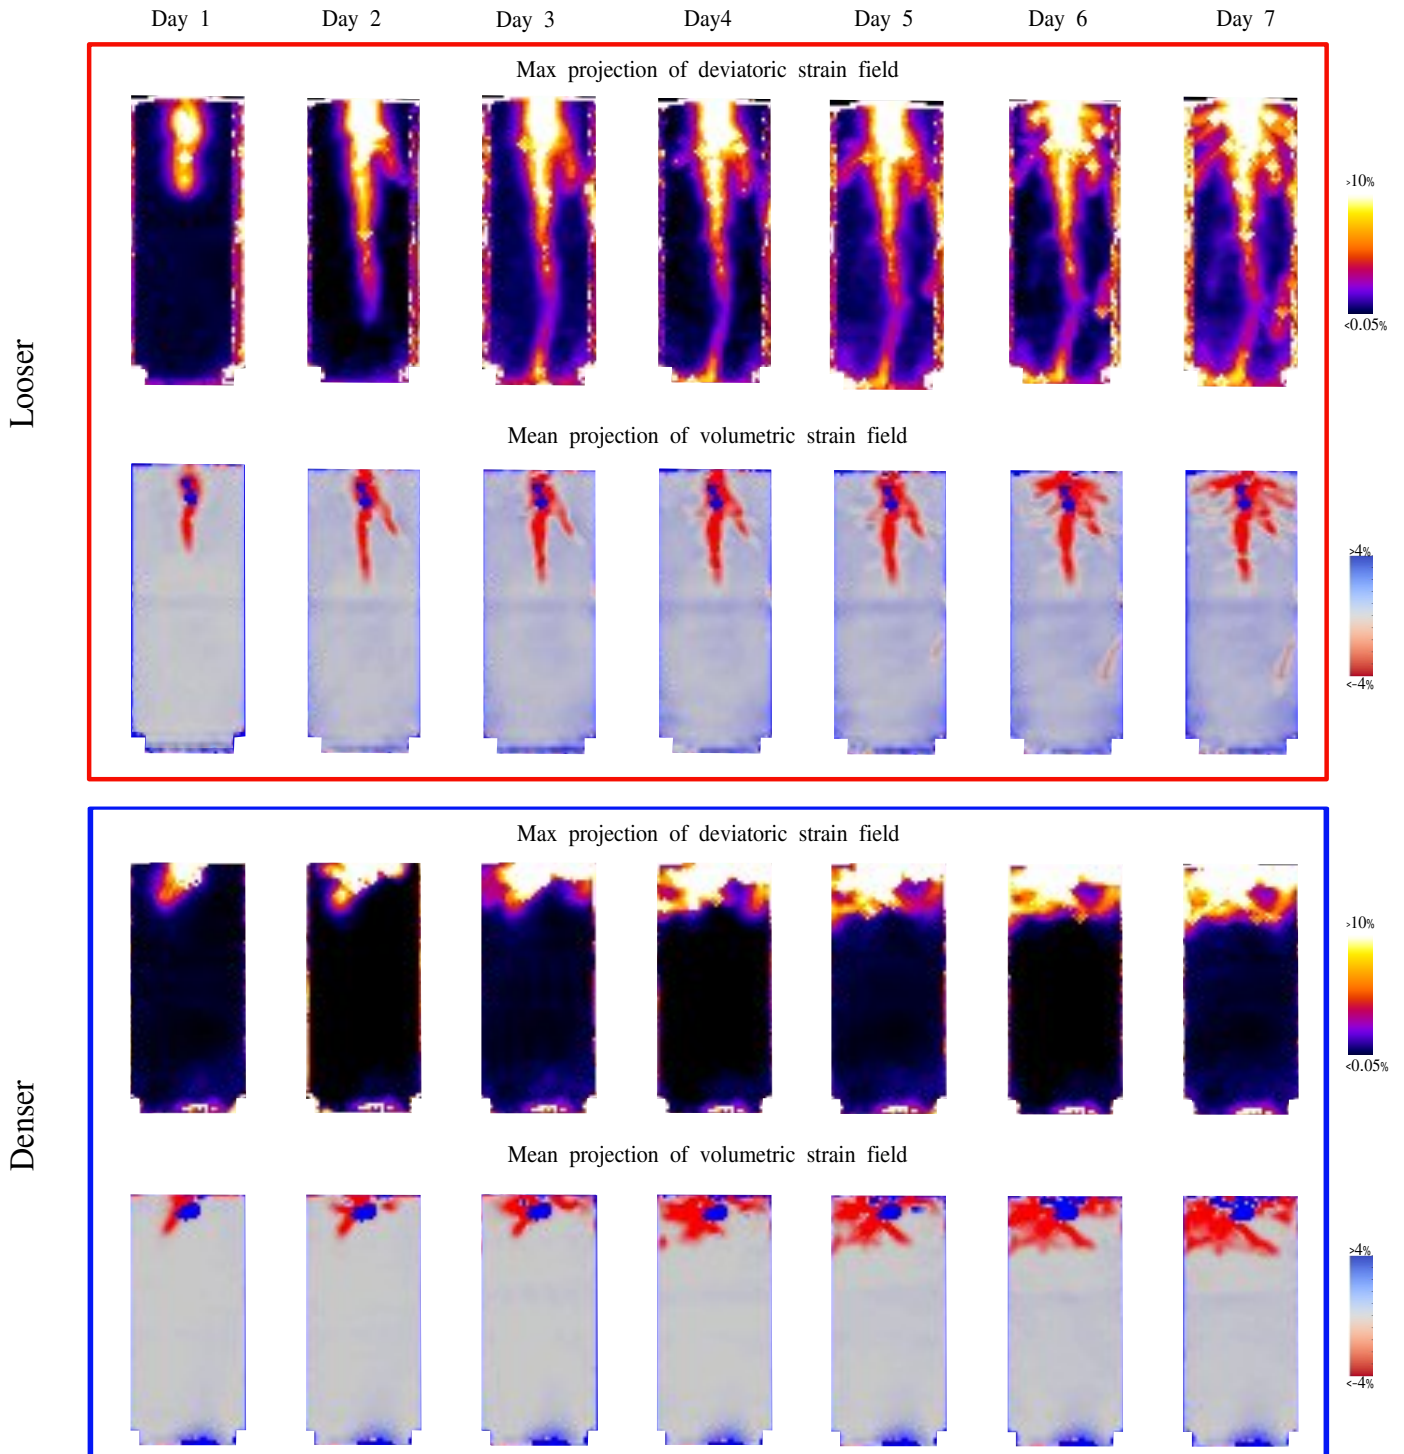 Day 1 Day 2 Day 3 Day4 Day 5 Day 6 Day 7
Looser
Max projection of deviatoric strain field
>10%
<0.05%
Mean projection of volumetric strain field
>4%
<-4%
Denser
Max projection of deviatoric strain field
>10%
<0.05%
Mean projection of volumetric strain field
>4%
<-4%